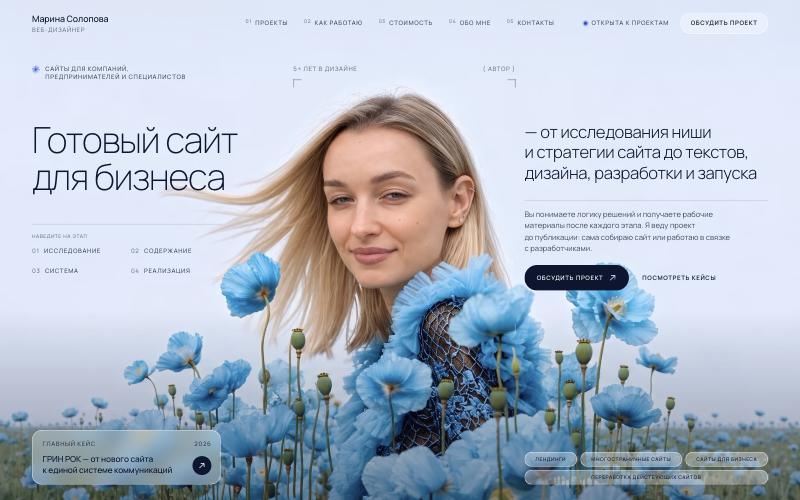 Марина Солопова
ВЕБ-ДИЗАЙНЕР
01 ПРОЕКТЫ
02 КАК РАБОТАЮ
03 СТОИМОСТЬ
04 ОБО МНЕ
05 КОНТАКТЫ
ОТКРЫТА К ПРОЕКТАМ
ОБСУДИТЬ ПРОЕКТ
САЙТЫ ДЛЯ КОМПАНИЙ,
ПРЕДПРИНИМАТЕЛЕЙ И СПЕЦИАЛИСТОВ
5+ ЛЕТ В ДИЗАЙНЕ
( АВТОР )
Готовый сайт
для бизнеса
— от исследования ниши
и стратегии сайта до текстов,
дизайна, разработки и запуска
НАВЕДИТЕ НА ЭТАП
01 ИССЛЕДОВАНИЕ
02 СОДЕРЖАНИЕ
03 СИСТЕМА
04 РЕАЛИЗАЦИЯ
Вы понимаете логику решений и получаете рабочие
материалы после каждого этапа. Я веду проект
до публикации: сама собираю сайт или работаю в связке
с разработчиками.
ОБСУДИТЬ ПРОЕКТ
ПОСМОТРЕТЬ КЕЙСЫ
ГЛАВНЫЙ КЕЙС
2026
ГРИН РОК — от нового сайта
к единой системе коммуникаций
ЛЕНДИНГИ
МНОГОСТРАНИЧНЫЕ САЙТЫ
САЙТЫ ДЛЯ БИЗНЕСА
ПЕРЕРАБОТКА ДЕЙСТВУЮЩИХ САЙТОВ